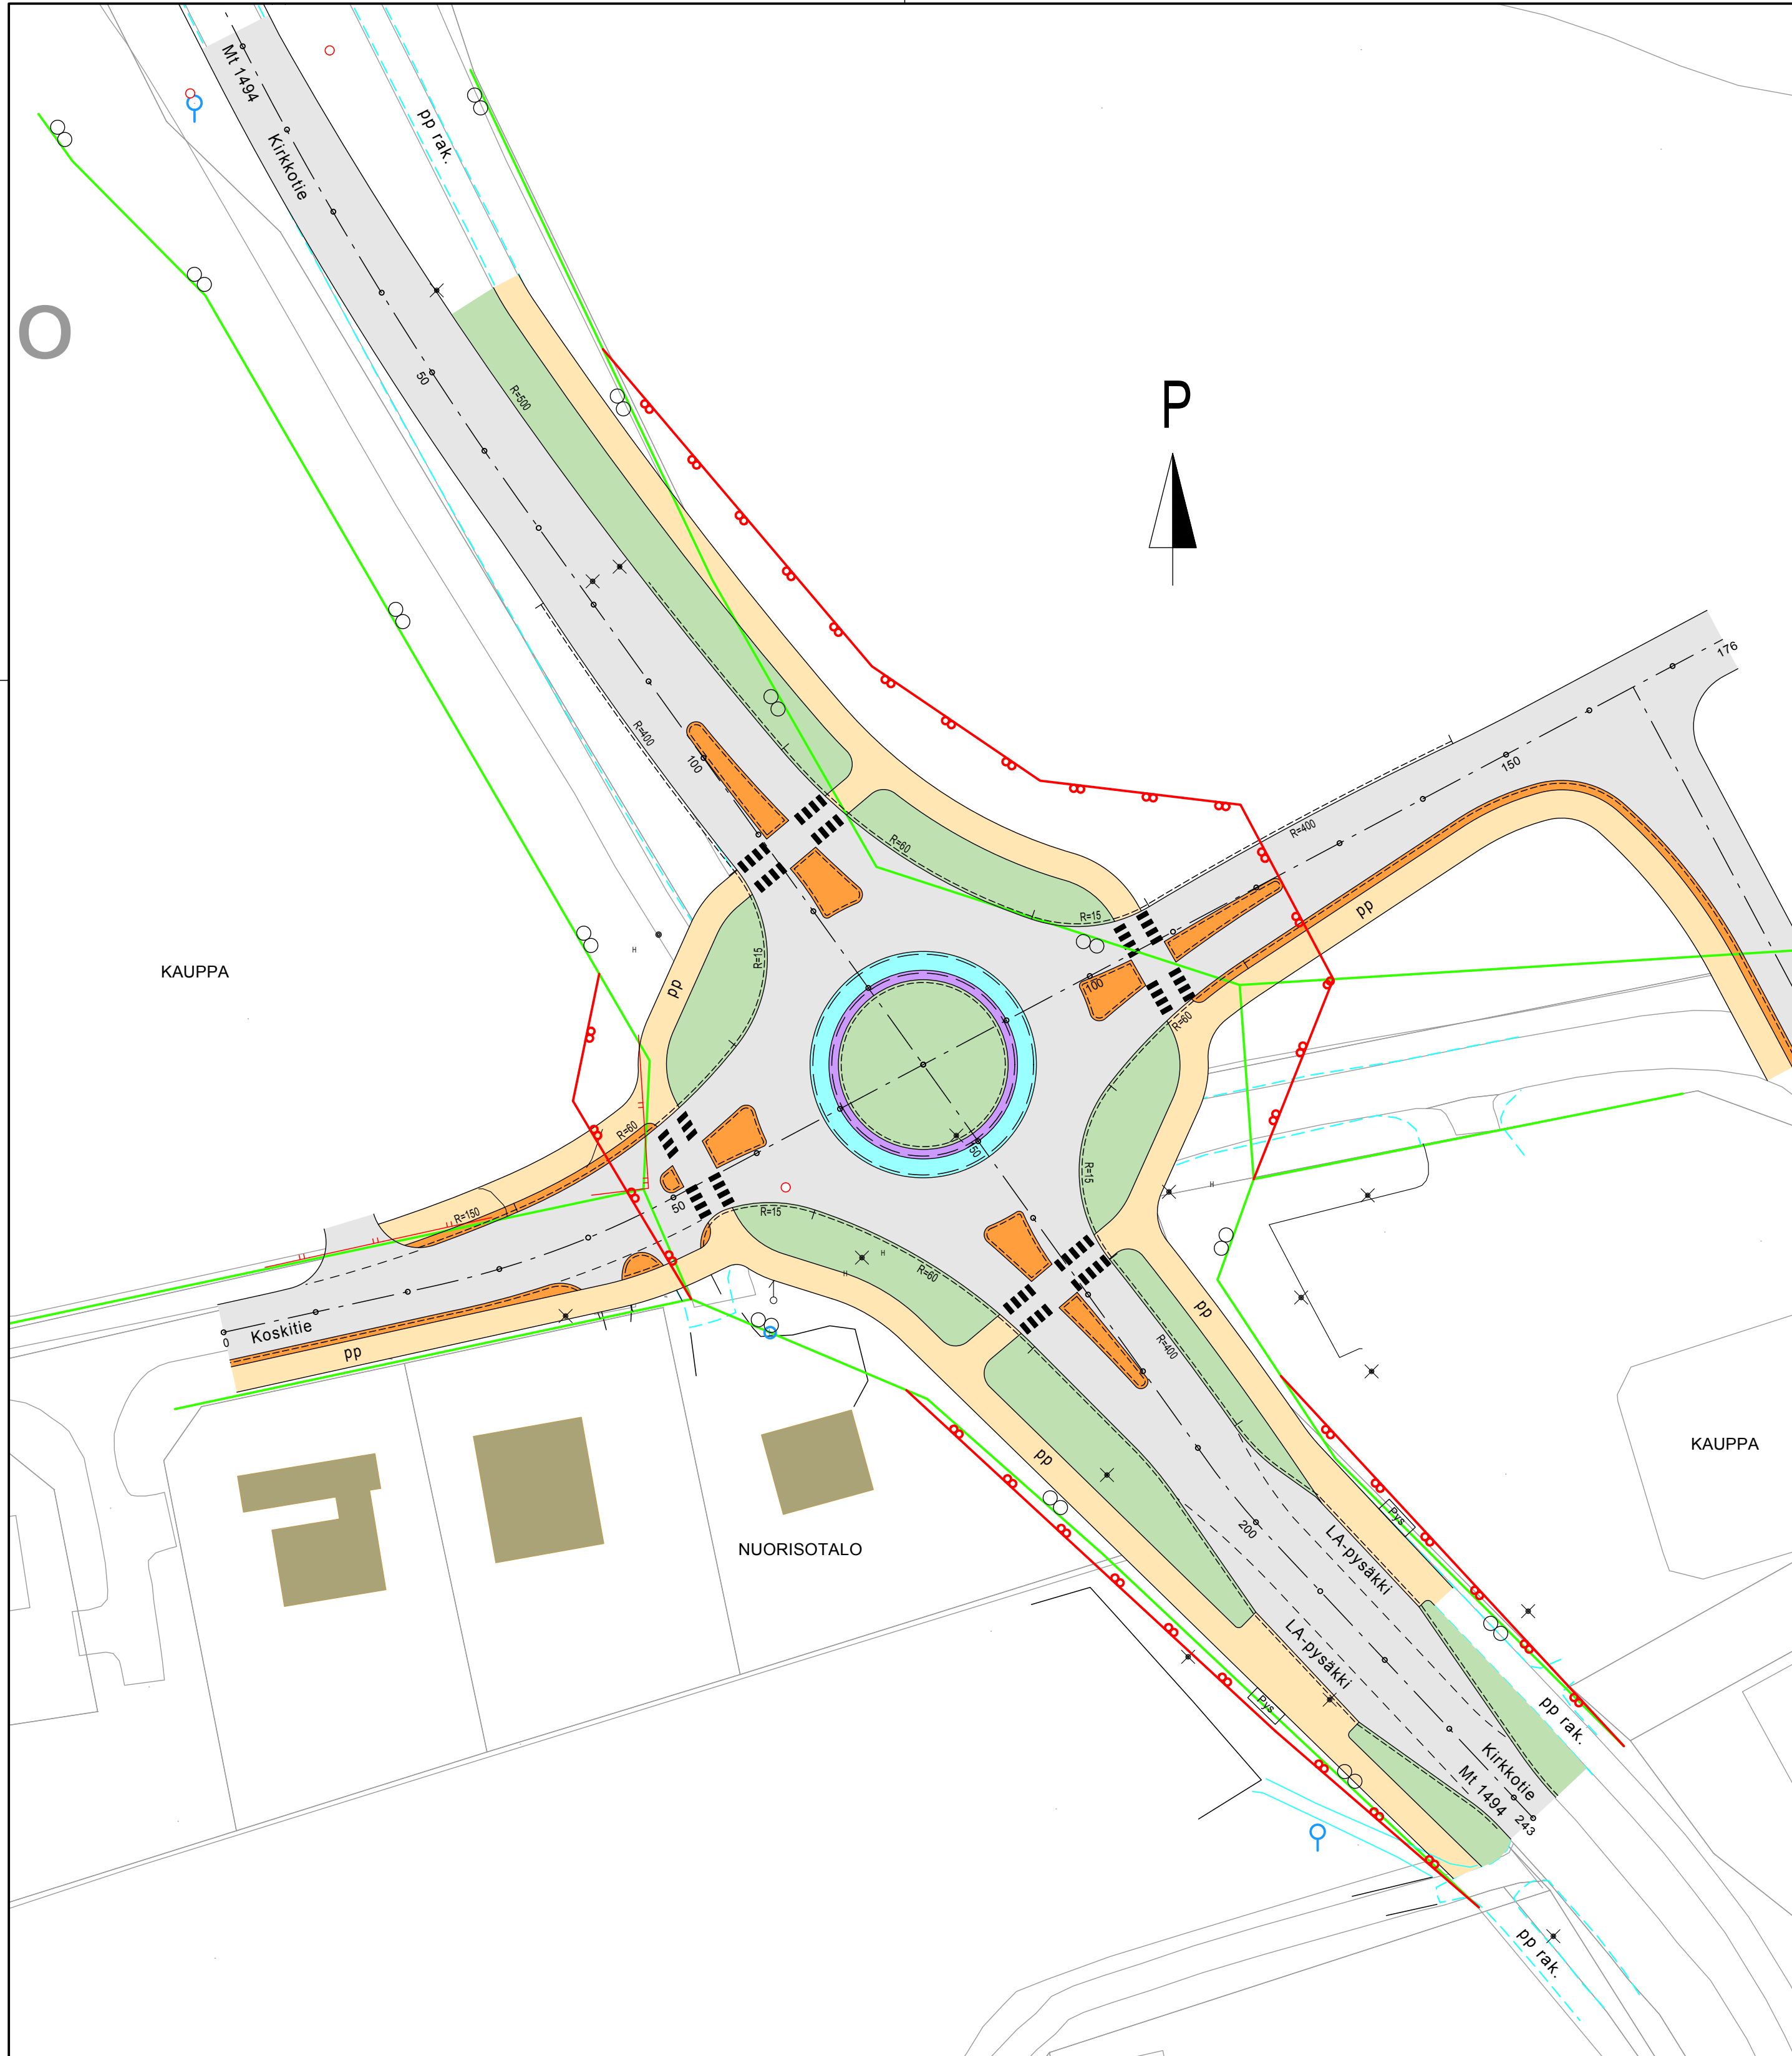 Mt 1494
Kirkkotie
pp rak.
O
P
50
R=500
R=400
100
176
150
R=400
R=60
R=15
pp
KAUPPA
H
R=15
pp
100
R=60
R=60
50
R=15
R=150
50
R=15
H
H
H
R=60
pp
Koskitie
0
pp
R=400
KAUPPA
pp
Pys
200
LA-pysäkki
NUORISOTALO
LA-pysäkki
Pys
pp rak.
Kirkkotie
Mt 1494
243
pp rak.